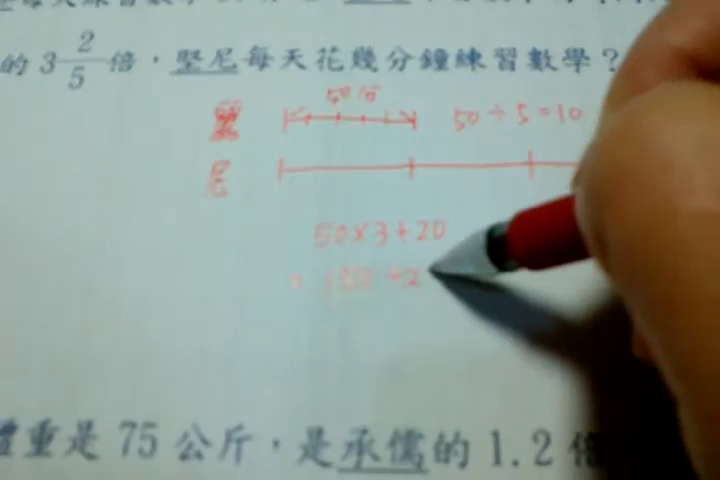 的 3 2/5 倍，堅尼每天花幾分鐘練習數學？
50分
50÷5=10
尼
50×3+20
=150+2
重是 75 公斤，是承儒的 1.2 倍